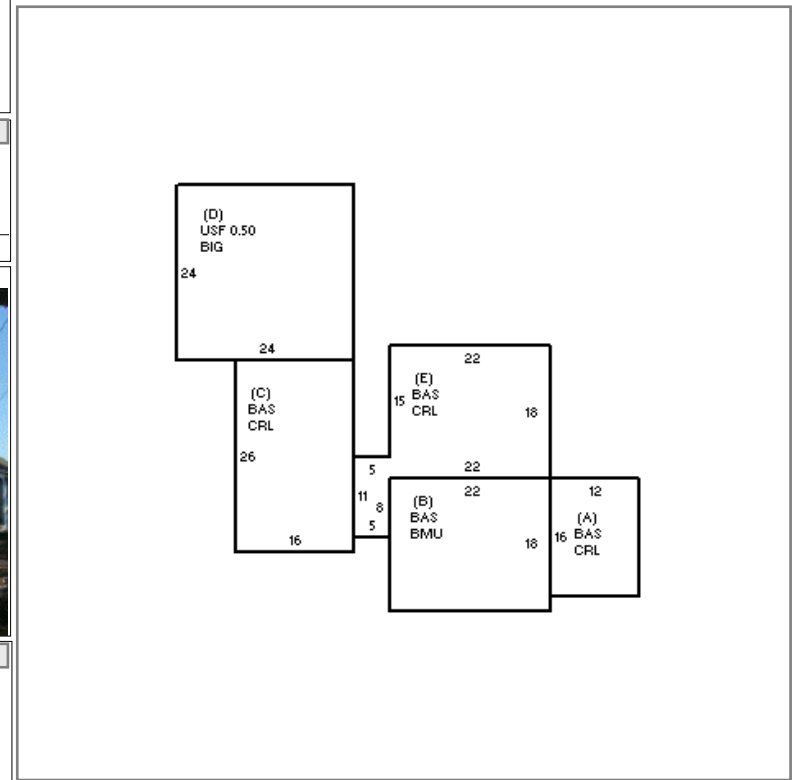 (D)
USF 0.50
BIG
24
24
(C)
BAS
CRL
26
16
22
(E)
BAS
CRL
15
18
5
22
11
8
5
22
(B)
BAS
BMU
18
12
(A)
BAS
CRL
16